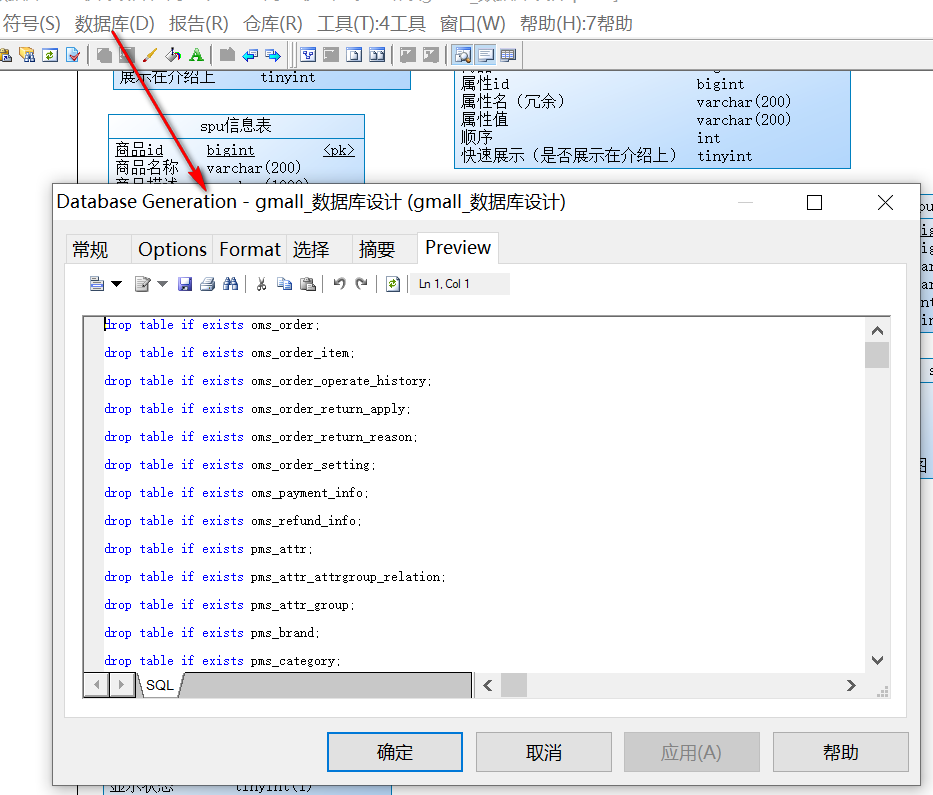 符号(S) 数据库(D) 报告(R) 仓库(R) 工具(T):4工具 窗口(W) 帮助(H):7帮助
展示在介绍上 tinyint
属性id bigint
属性名（冗余） varchar(200)
属性值 varchar(200)
顺序 int
快速展示（是否展示在介绍上） tinyint
spu信息表
商品id bigint <pk>
商品名称 varchar(200)
Database Generation - gmall_数据库设计 (gmall_数据库设计)
常规 Options Format 选择 摘要 Preview
Ln 1, Col 1
drop table if exists oms_order;
drop table if exists oms_order_item;
drop table if exists oms_order_operate_history;
drop table if exists oms_order_return_apply;
drop table if exists oms_order_return_reason;
drop table if exists oms_order_setting;
drop table if exists oms_payment_info;
drop table if exists oms_refund_info;
drop table if exists pms_attr;
drop table if exists pms_attr_attrgroup_relation;
drop table if exists pms_attr_group;
drop table if exists pms_brand;
drop table if exists pms_category;
SQL
确定 取消 应用(A) 帮助
显示状态 tinyint(1)